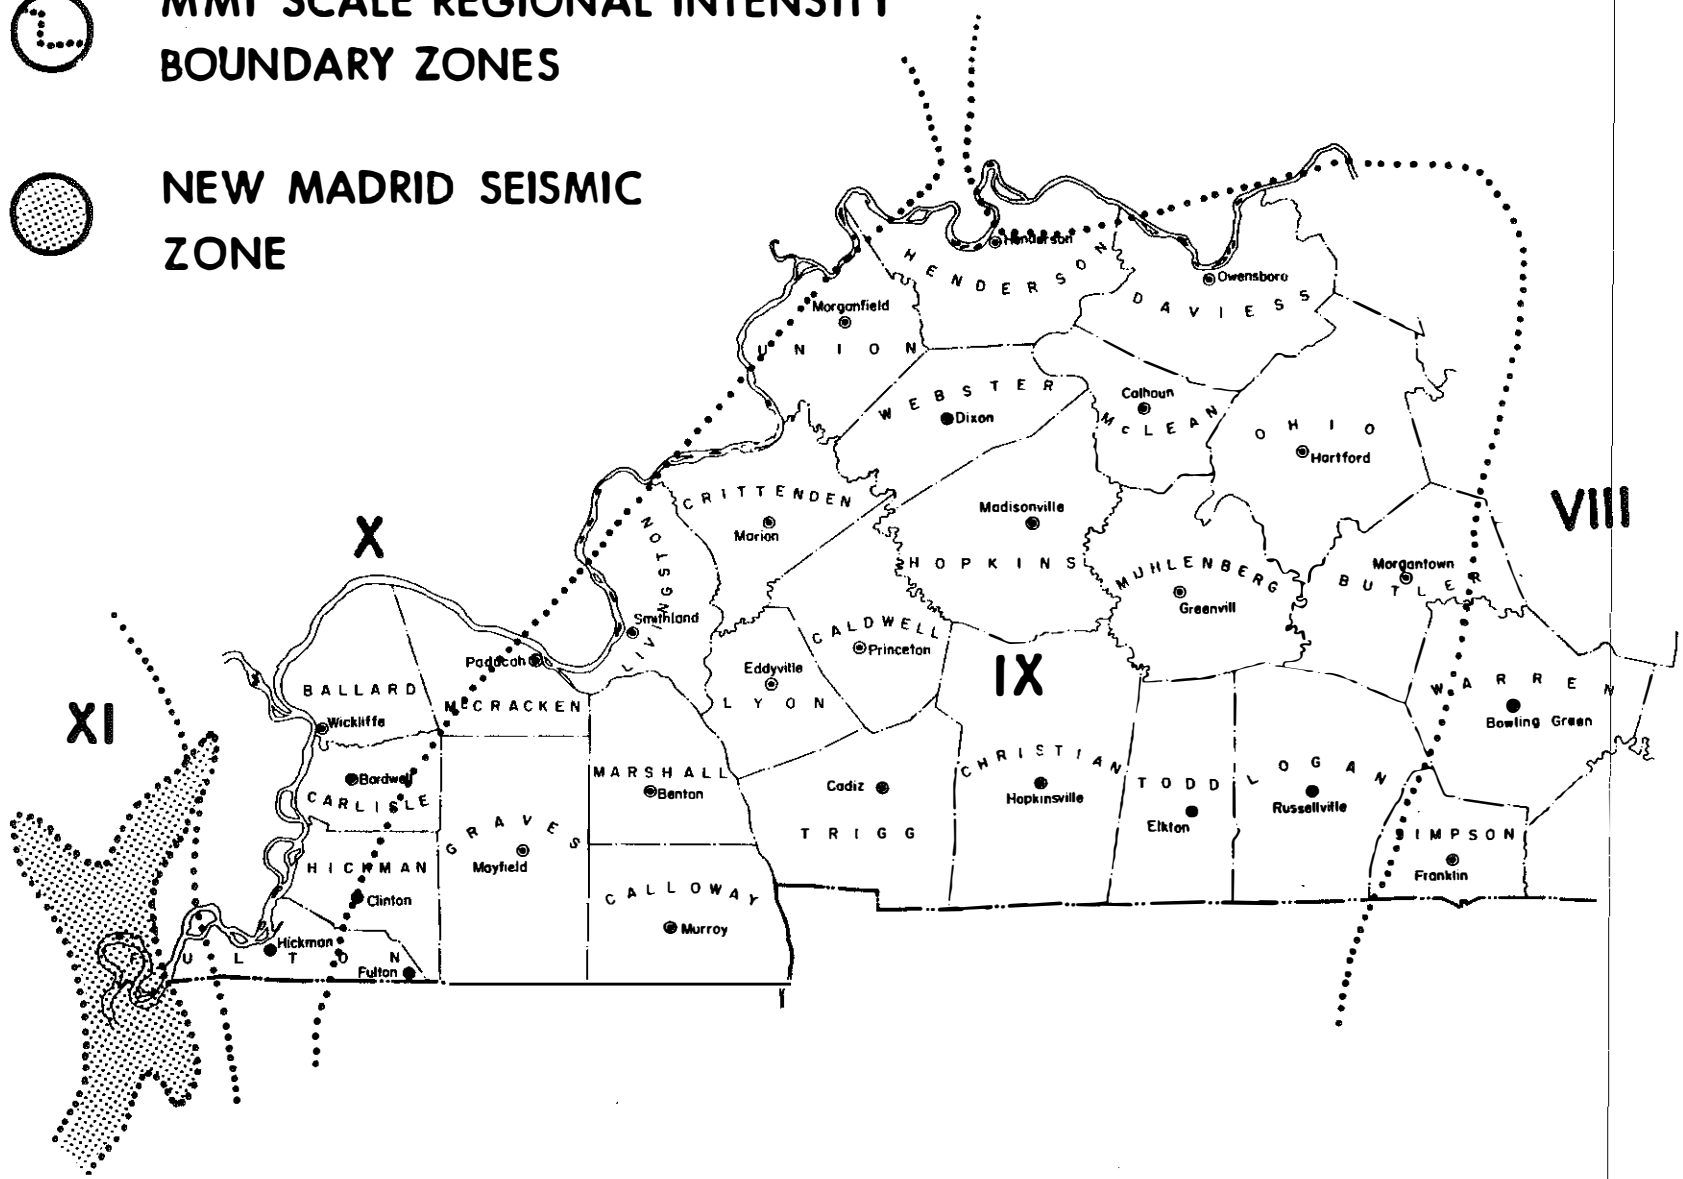 MMI SCALE REGIONAL INTENSITY
BOUNDARY ZONES
NEW MADRID SEISMIC
ZONE
Henderson
HENDERSON
Owensboro
DAVIESS
Morganfield
UNION
WEBSTER
Dixon
Calhoun
McLEAN
OHIO
Hartford
CRITTENDEN
Marion
LIVINGSTON
Smithland
Madisonville
HOPKINS
MUHLENBERG
Greenvill
Morgantown
BUTLER
VIII
X
CALDWELL
Princeton
Eddyville
LYON
IX
Paducah
McCRACKEN
BALLARD
Wickliffe
XI
WARREN
Bowling Green
Bardwell
CARLISLE
MARSHALL
Benton
Cadiz
TRIGG
CHRISTIAN
Hopkinsville
TODD
Elkton
LOGAN
Russellville
SIMPSON
Franklin
GRAVES
Mayfield
HICKMAN
Clinton
CALLOWAY
Murray
Hickman
FULTON
Fulton